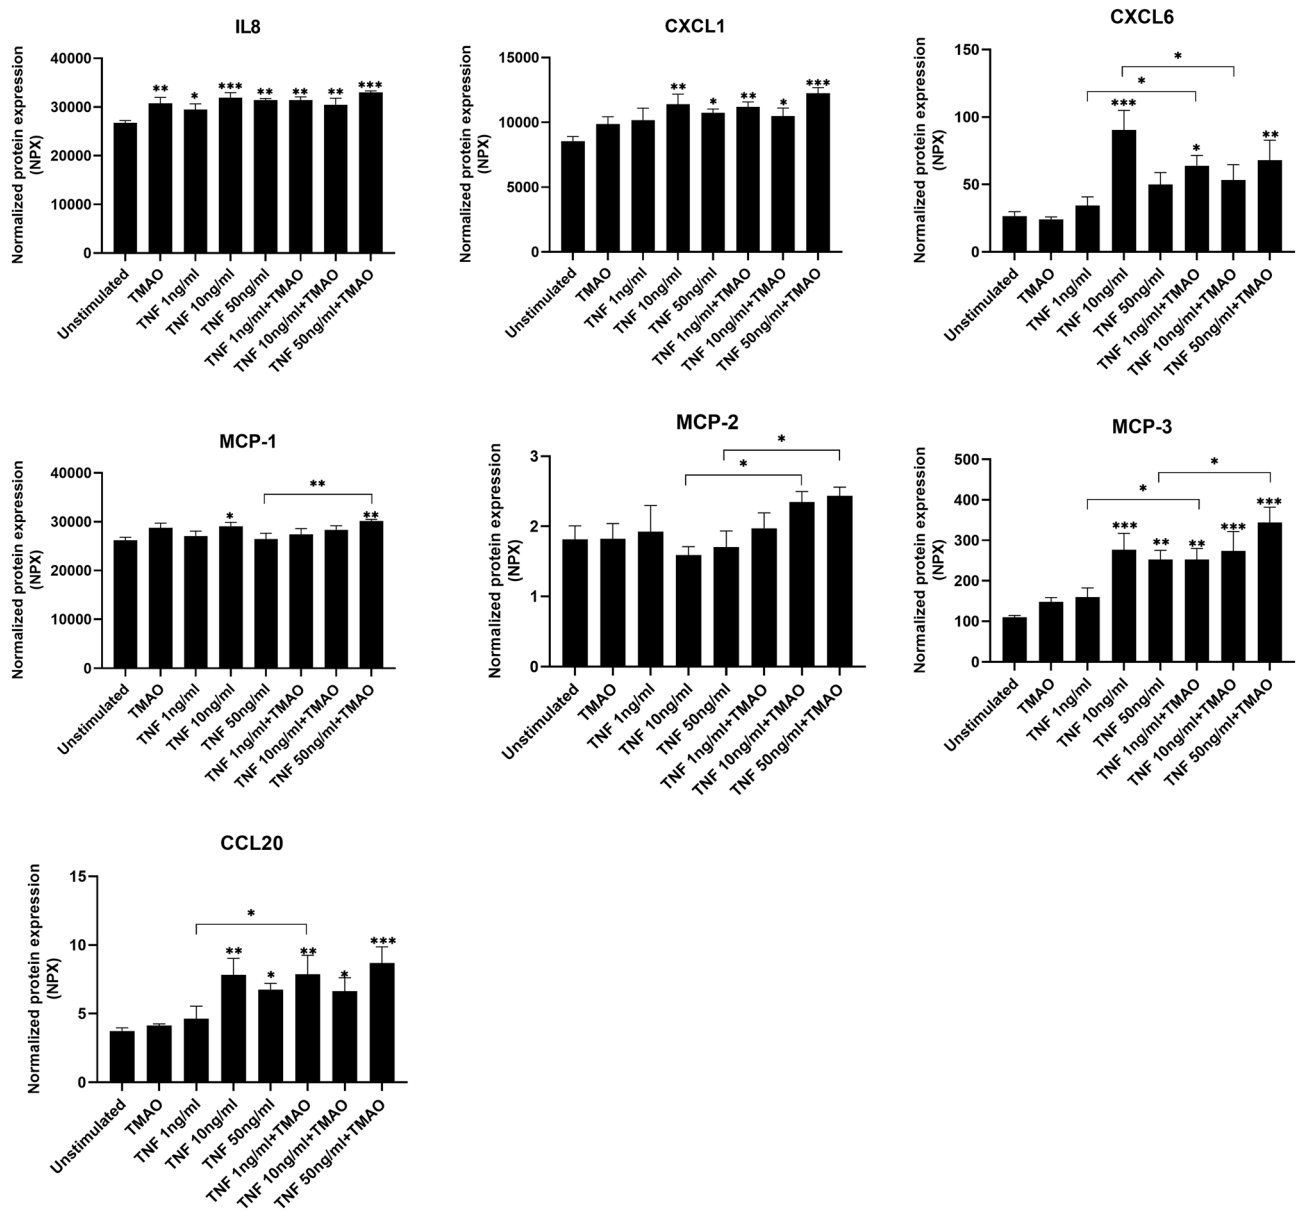 IL8
Normalized protein expression
(NPX)
40000
30000
20000
10000
0
** * *** ** ** ** ***
Unstimulated
TMAO
TNF 1ng/ml
TNF 10ng/ml
TNF 50ng/ml
TNF 1ng/ml+TMAO
TNF 10ng/ml+TMAO
TNF 50ng/ml+TMAO
CXCL1
Normalized protein expression
(NPX)
15000
10000
5000
0
** * ** * ***
Unstimulated
TMAO
TNF 1ng/ml
TNF 10ng/ml
TNF 50ng/ml
TNF 1ng/ml+TMAO
TNF 10ng/ml+TMAO
TNF 50ng/ml+TMAO
CXCL6
Normalized protein expression
(NPX)
150
100
50
0
*
*
*** * **
Unstimulated
TMAO
TNF 1ng/ml
TNF 10ng/ml
TNF 50ng/ml
TNF 1ng/ml+TMAO
TNF 10ng/ml+TMAO
TNF 50ng/ml+TMAO
MCP-1
Normalized protein expression
(NPX)
40000
30000
20000
10000
0
**
* **
Unstimulated
TMAO
TNF 1ng/ml
TNF 10ng/ml
TNF 50ng/ml
TNF 1ng/ml+TMAO
TNF 10ng/ml+TMAO
TNF 50ng/ml+TMAO
MCP-2
Normalized protein expression
(NPX)
3
2
1
0
*
*
Unstimulated
TMAO
TNF 1ng/ml
TNF 10ng/ml
TNF 50ng/ml
TNF 1ng/ml+TMAO
TNF 10ng/ml+TMAO
TNF 50ng/ml+TMAO
MCP-3
Normalized protein expression
(NPX)
500
400
300
200
100
0
*
*
*** ** ** *** ***
Unstimulated
TMAO
TNF 1ng/ml
TNF 10ng/ml
TNF 50ng/ml
TNF 1ng/ml+TMAO
TNF 10ng/ml+TMAO
TNF 50ng/ml+TMAO
CCL20
Normalized protein expression
(NPX)
15
10
5
0
*
** * ** * ***
Unstimulated
TMAO
TNF 1ng/ml
TNF 10ng/ml
TNF 50ng/ml
TNF 1ng/ml+TMAO
TNF 10ng/ml+TMAO
TNF 50ng/ml+TMAO